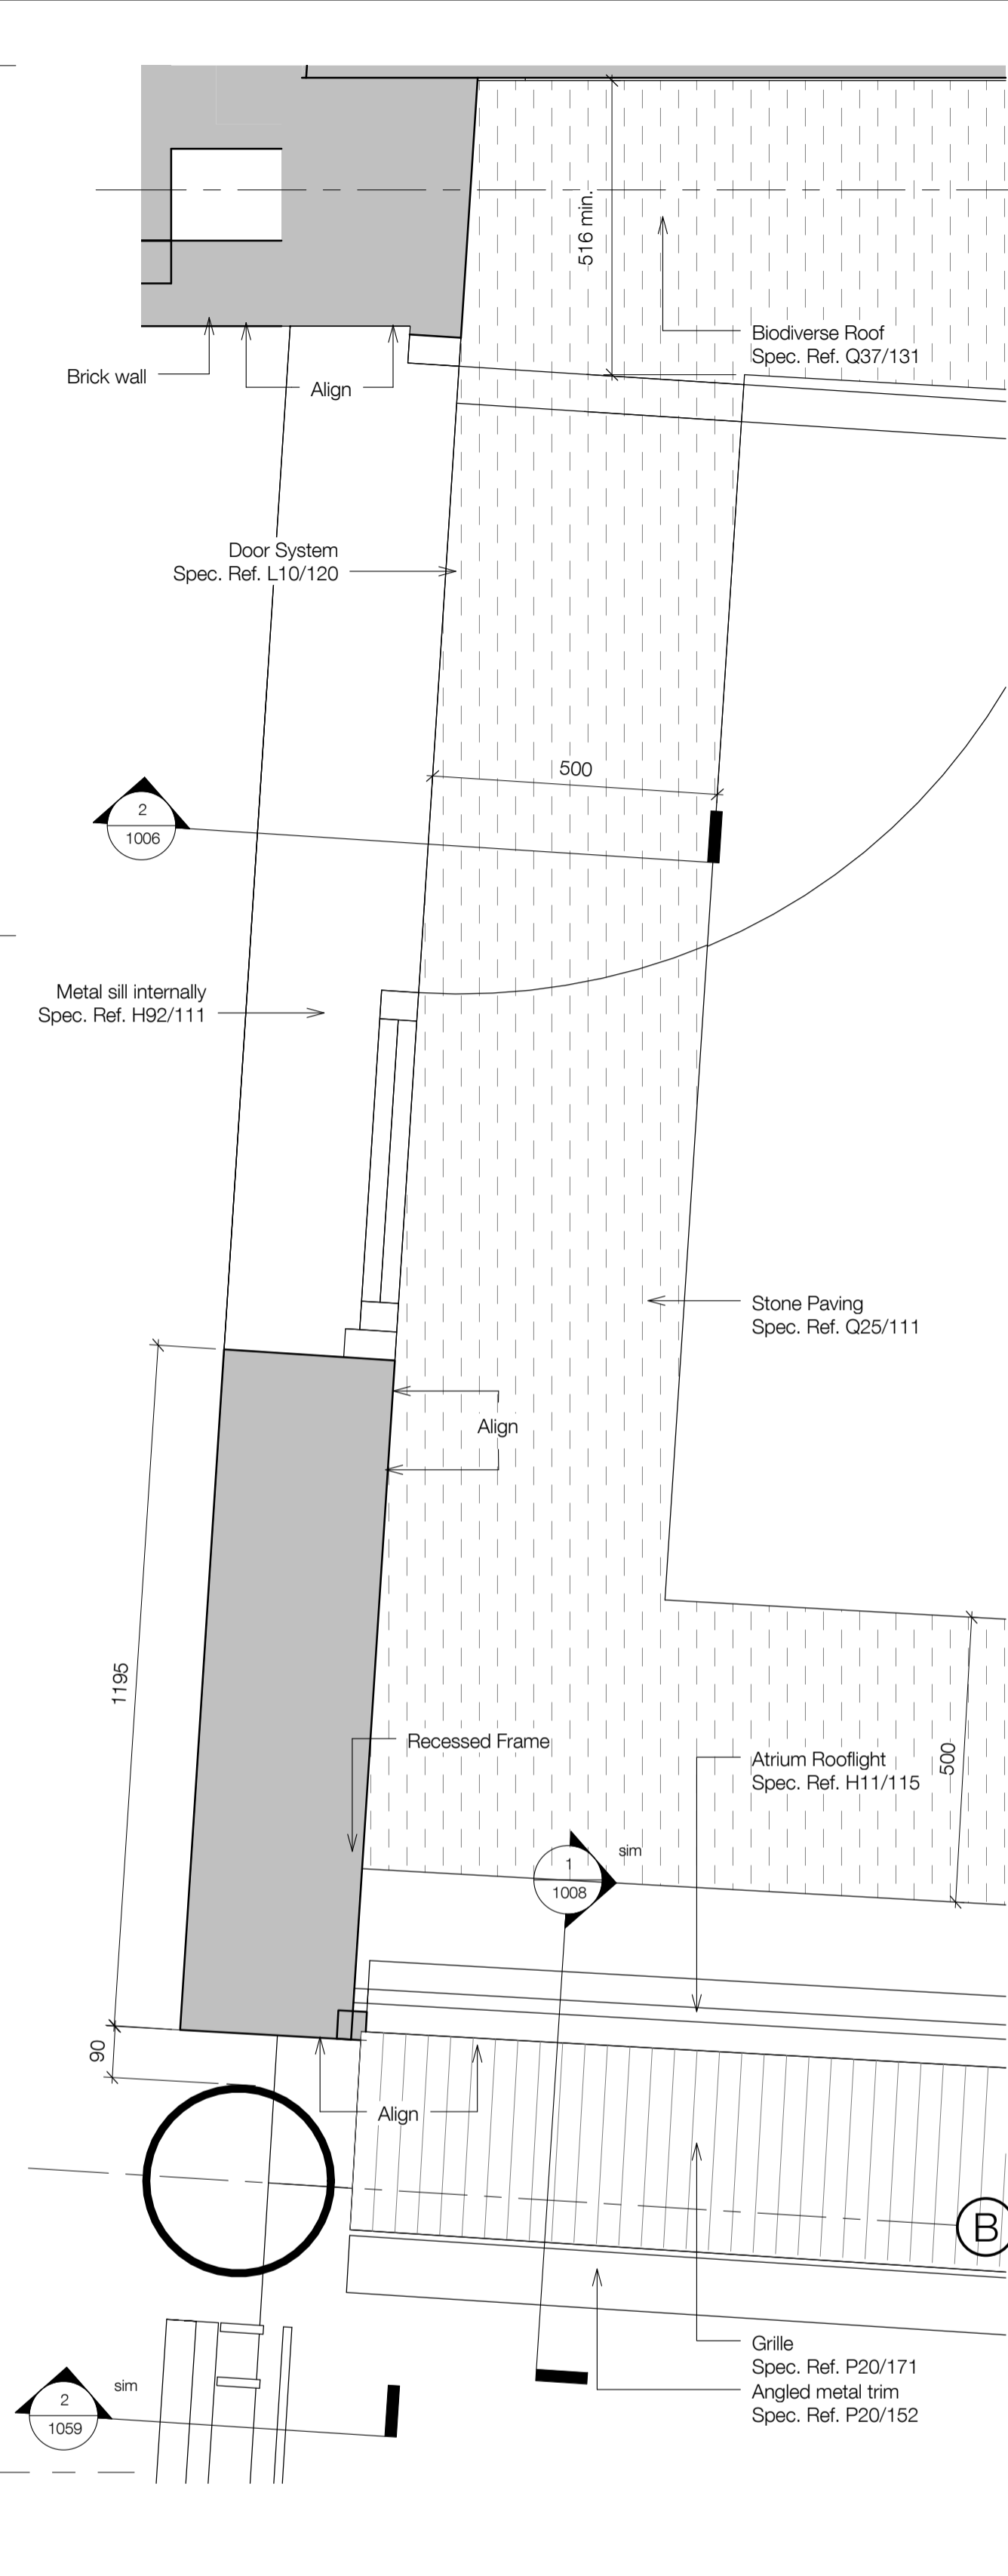 516 min.
Biodiverse Roof
Spec. Ref. Q37/131
Brick wall
Align
Door System
Spec. Ref. L10/120
500
2
1006
Metal sill internally
Spec. Ref. H92/111
Stone Paving
Spec. Ref. Q25/111
Align
1195
Recessed Frame
Atrium Rooflight
Spec. Ref. H11/115
500
1
1008
sim
90
Align
B
Grille
Spec. Ref. P20/171
Angled metal trim
Spec. Ref. P20/152
2
1059
sim